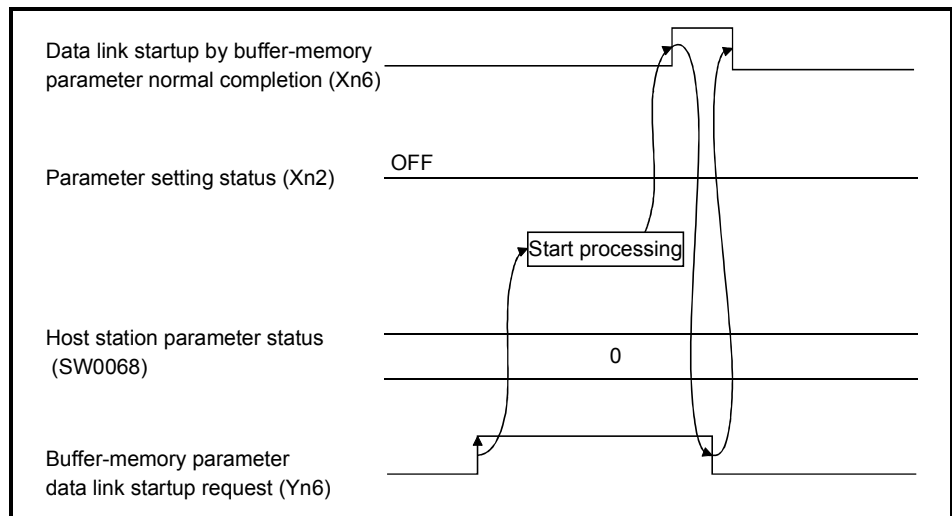 Data link startup by buffer-memory
parameter normal completion (Xn6)
OFF
Parameter setting status (Xn2)
Start processing
Host station parameter status
(SW0068)
0
Buffer-memory parameter
data link startup request (Yn6)